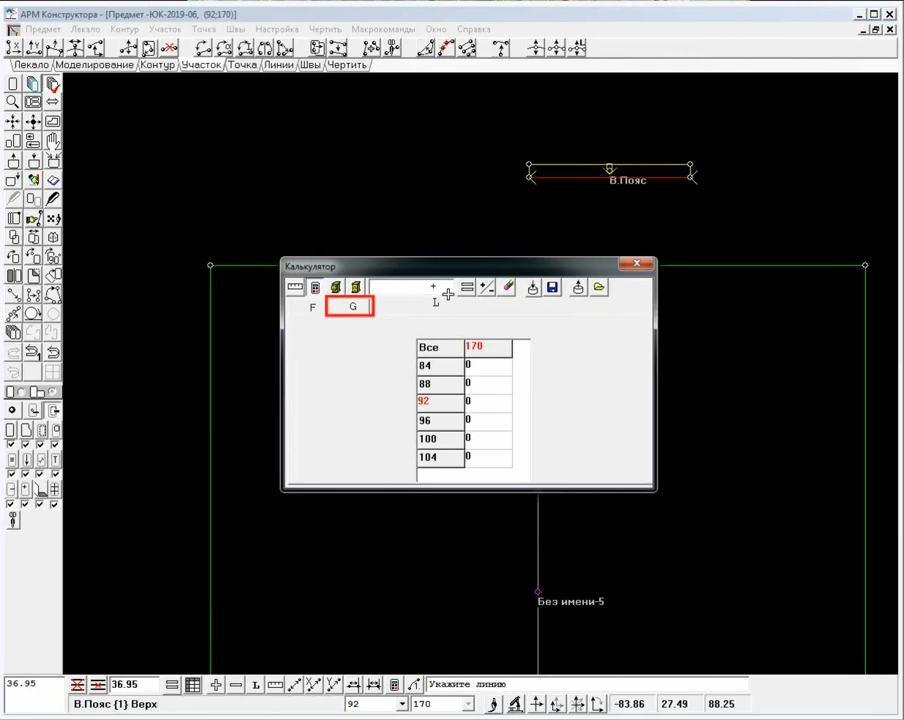 АРМ Конструктора - [Предмет -ЮК-2019-06, (92;170)]
Предмет Лекало Контур Участок Точка Швы Настройка Чертить Макрокоманды Окно Справка
Лекало Моделирование Контур Участок Точка Линии Швы Чертить
В.Пояс
Калькулятор
F G L
Все 170
84 0
88 0
92 0
96 0
100 0
104 0
Без имени-5
36.95 36.95 L Укажите линию
В.Пояс {1} Верх 92 170 -83.86 27.49 88.25